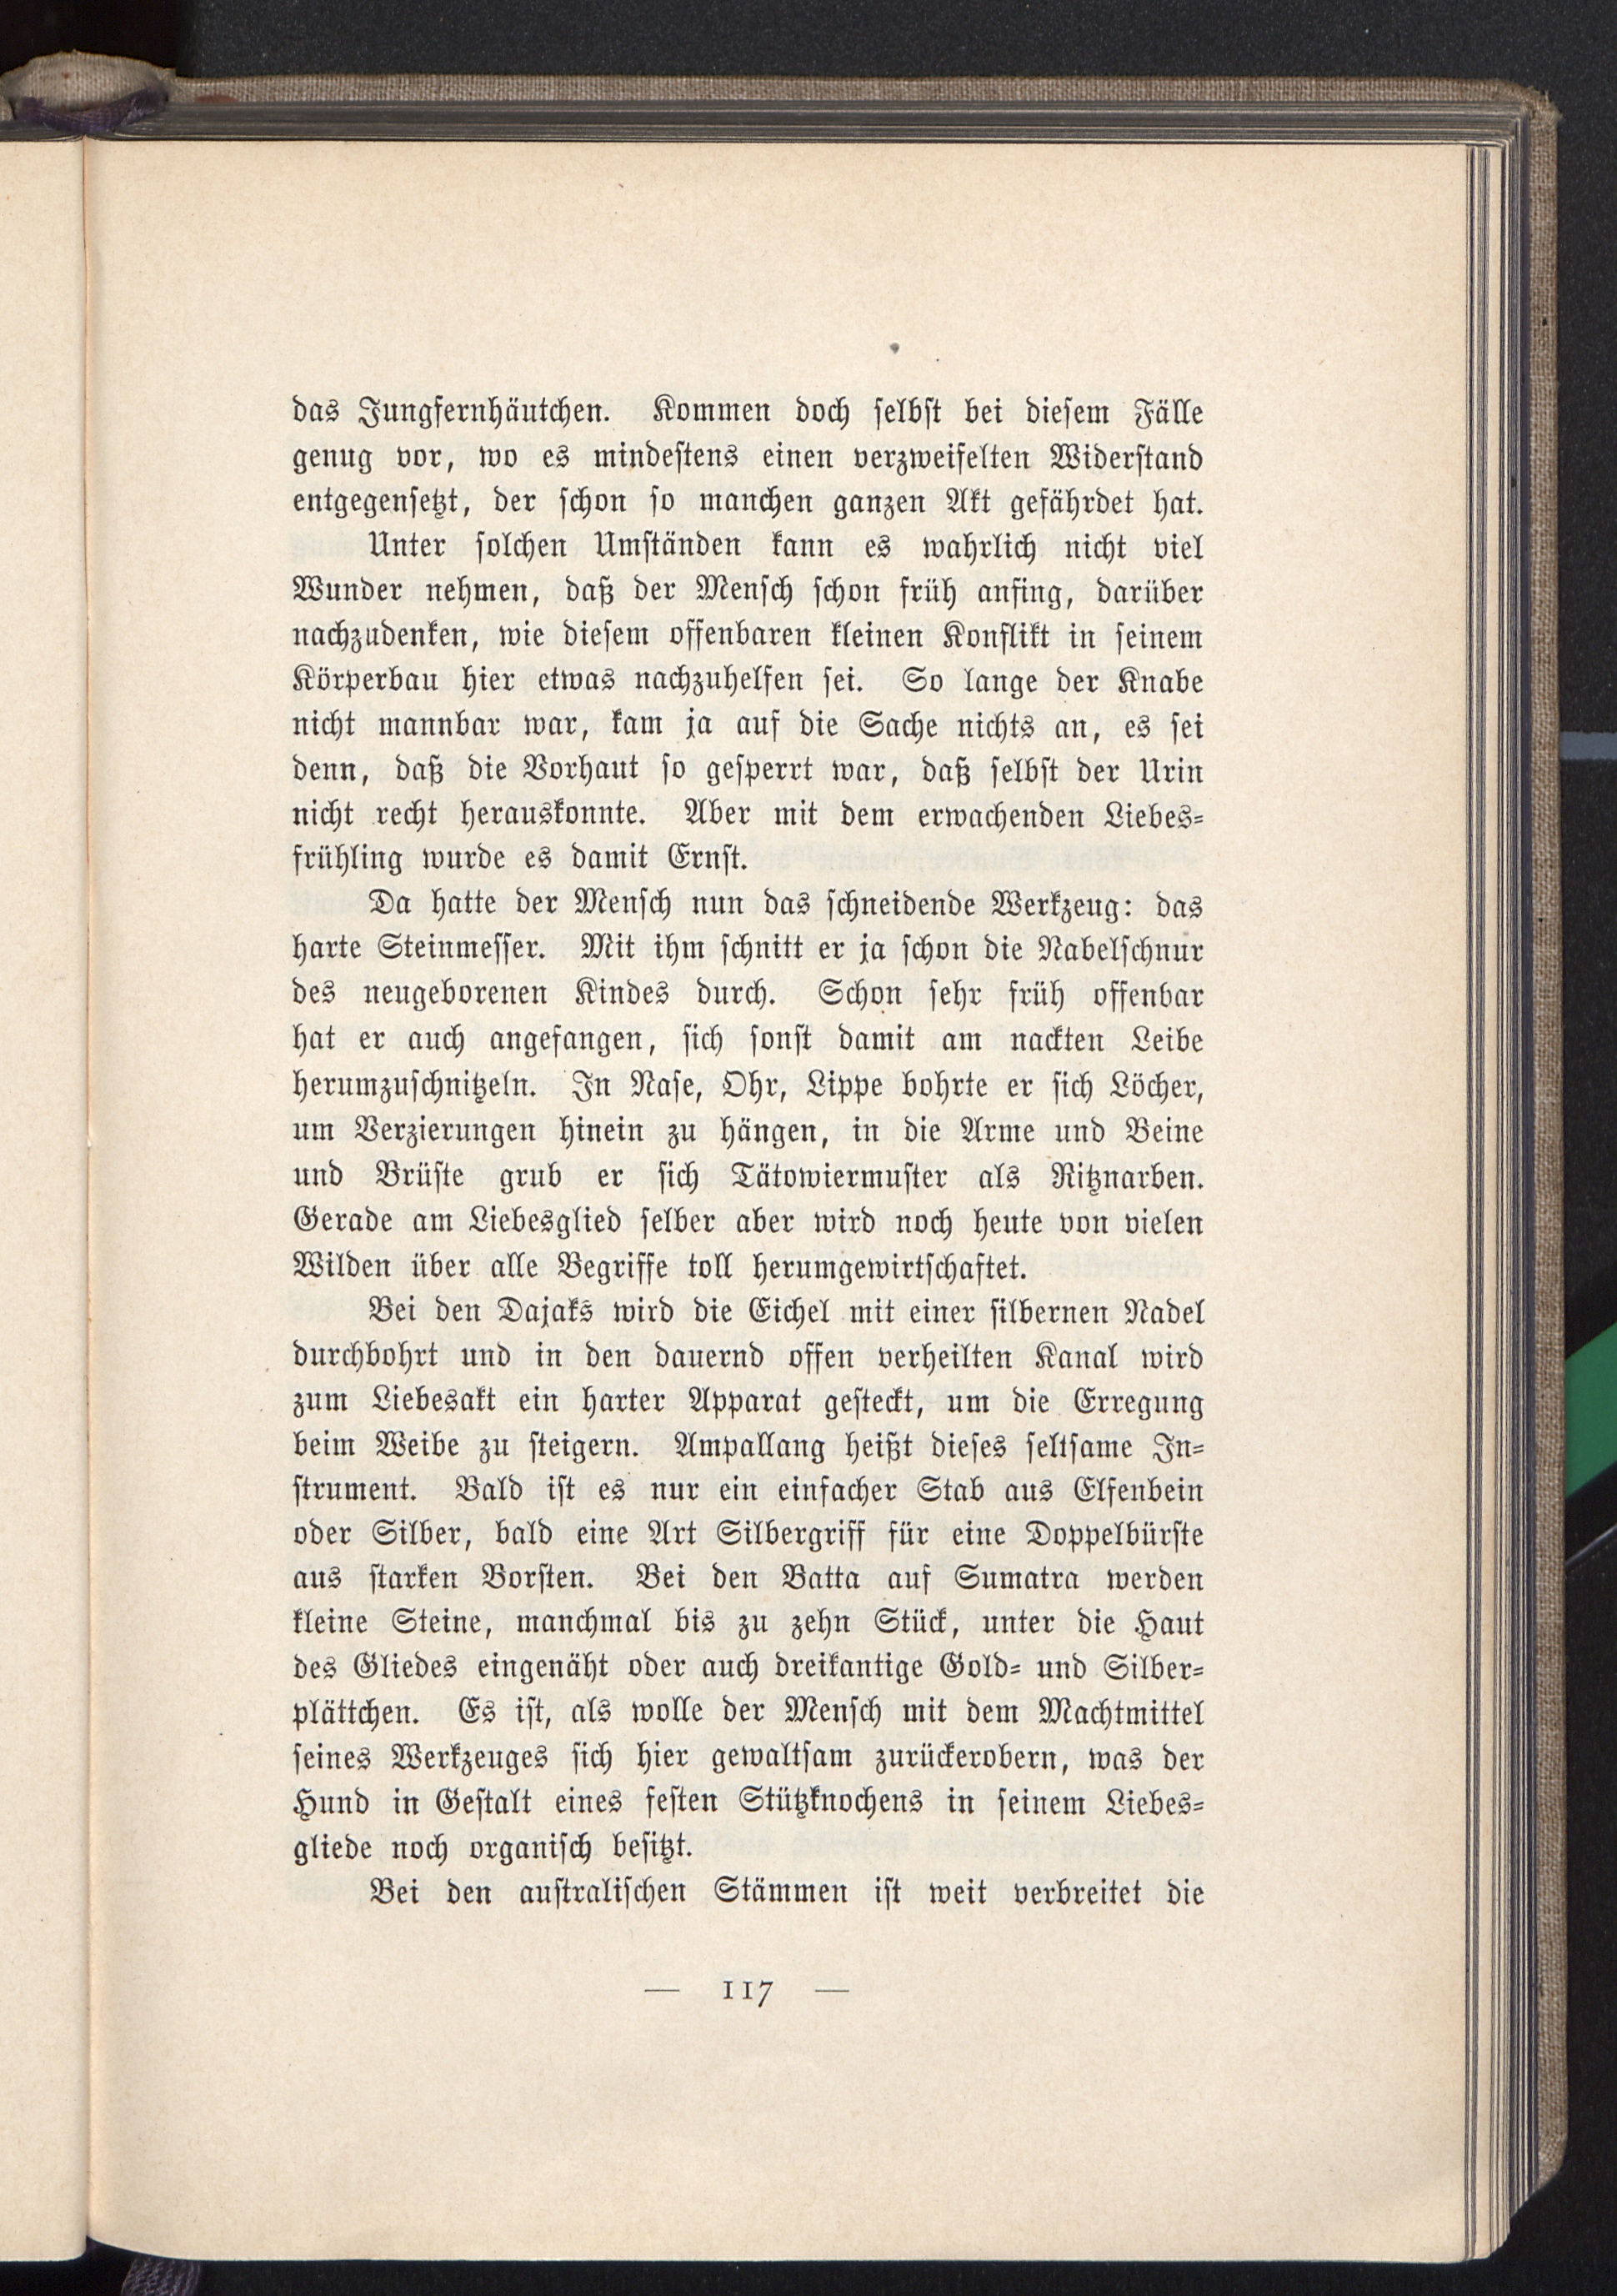 das Jungfernhäutchen. Kommen doch selbst bei diesem Fälle
genug vor, wo es mindestens einen verzweifelten Widerstand
entgegensetzt, der schon so manchen ganzen Akt gefährdet hat.
Unter solchen Umständen kann es wahrlich nicht viel
Wunder nehmen, daß der Mensch schon früh anfing, darüber
nachzudenken, wie diesem offenbaren kleinen Konflikt in seinem
Körperbau hier etwas nachzuhelfen sei. So lange der Knabe
nicht mannbar war, kam ja auf die Sache nichts an, es sei
denn, daß die Vorhaut so gesperrt war, daß selbst der Urin
nicht recht herauskonnte. Aber mit dem erwachenden Liebes-
frühling wurde es damit Ernst.
Da hatte der Mensch nun das schneidende Werkzeug: das
harte Steinmesser. Mit ihm schnitt er ja schon die Nabelschnur
des neugeborenen Kindes durch. Schon sehr früh offenbar
hat er auch angefangen, sich sonst damit am nackten Leibe
herumzuschnitzeln. In Nase, Ohr, Lippe bohrte er sich Löcher,
um Verzierungen hinein zu hängen, in die Arme und Beine
und Brüste grub er sich Tätowiermuster als Ritznarben.
Gerade am Liebesglied selber aber wird noch heute von vielen
Wilden über alle Begriffe toll herumgewirtschaftet.
Bei den Dajaks wird die Eichel mit einer silbernen Nadel
durchbohrt und in den dauernd offen verheilten Kanal wird
zum Liebesakt ein harter Apparat gesteckt, um die Erregung
beim Weibe zu steigern. Ampallang heißt dieses seltsame In-
strument. Bald ist es nur ein einfacher Stab aus Elfenbein
oder Silber, bald eine Art Silbergriff für eine Doppelbürste
aus starken Borsten. Bei den Batta auf Sumatra werden
kleine Steine, manchmal bis zu zehn Stück, unter die Haut
des Gliedes eingenäht oder auch dreikantige Gold- und Silber-
plättchen. Es ist, als wolle der Mensch mit dem Machtmittel
seines Werkzeuges sich hier gewaltsam zurückerobern, was der
Hund in Gestalt eines festen Stützknochens in seinem Liebes-
gliede noch organisch besitzt.
Bei den australischen Stämmen ist weit verbreitet die
— 117 —